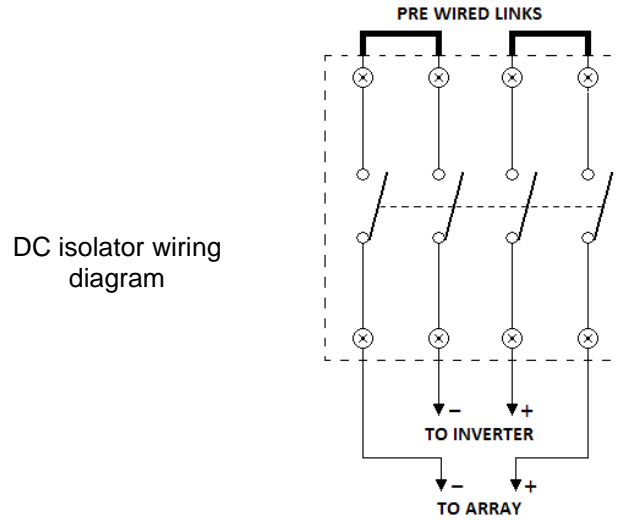 PRE WIRED LINKS
DC isolator wiring
diagram
– +
TO INVERTER
– +
TO ARRAY